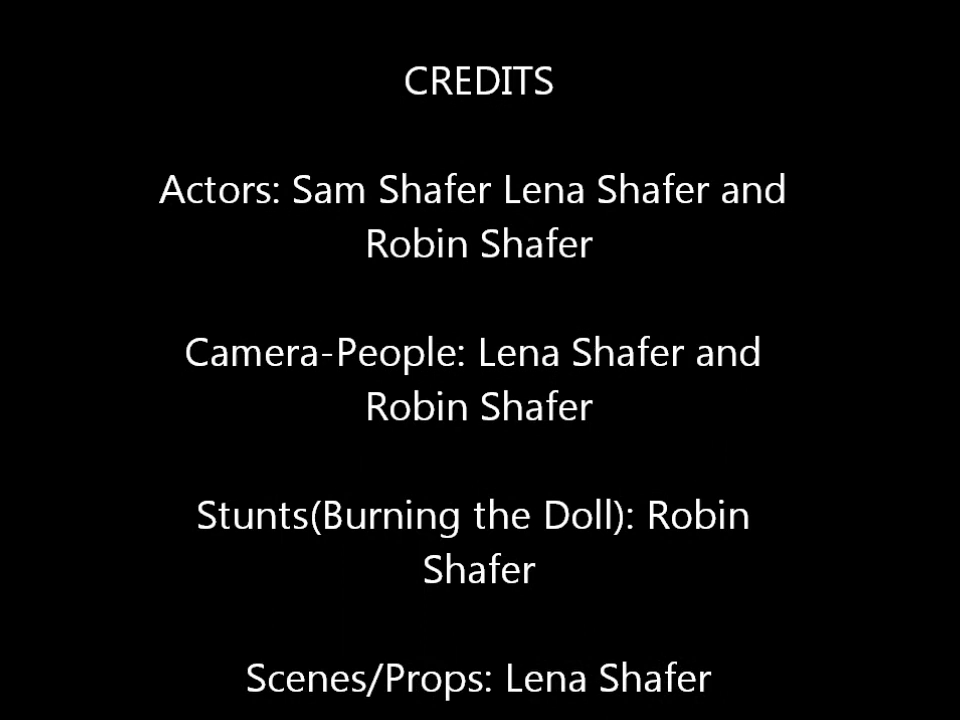 CREDITS
Actors: Sam Shafer Lena Shafer and
Robin Shafer
Camera-People: Lena Shafer and
Robin Shafer
Stunts(Burning the Doll): Robin
Shafer
Scenes/Props: Lena Shafer